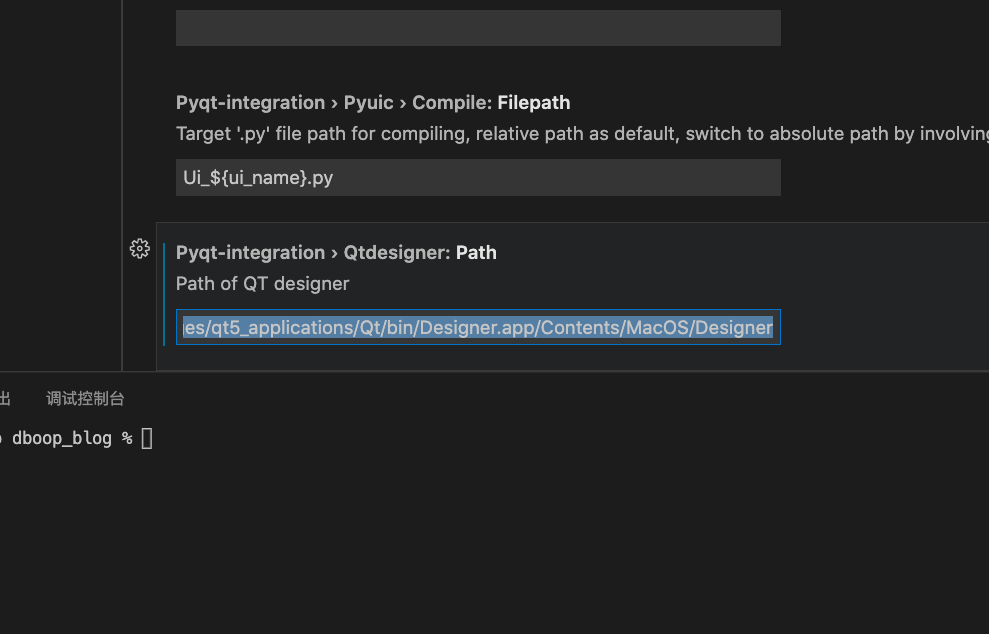 Pyqt-integration › Pyuic › Compile: Filepath
Target '.py' file path for compiling, relative path as default, switch to absolute path by involving
Ui_${ui_name}.py
Pyqt-integration › Qtdesigner: Path
Path of QT designer
es/qt5_applications/Qt/bin/Designer.app/Contents/MacOS/Designer
出 调试控制台
dboop_blog %